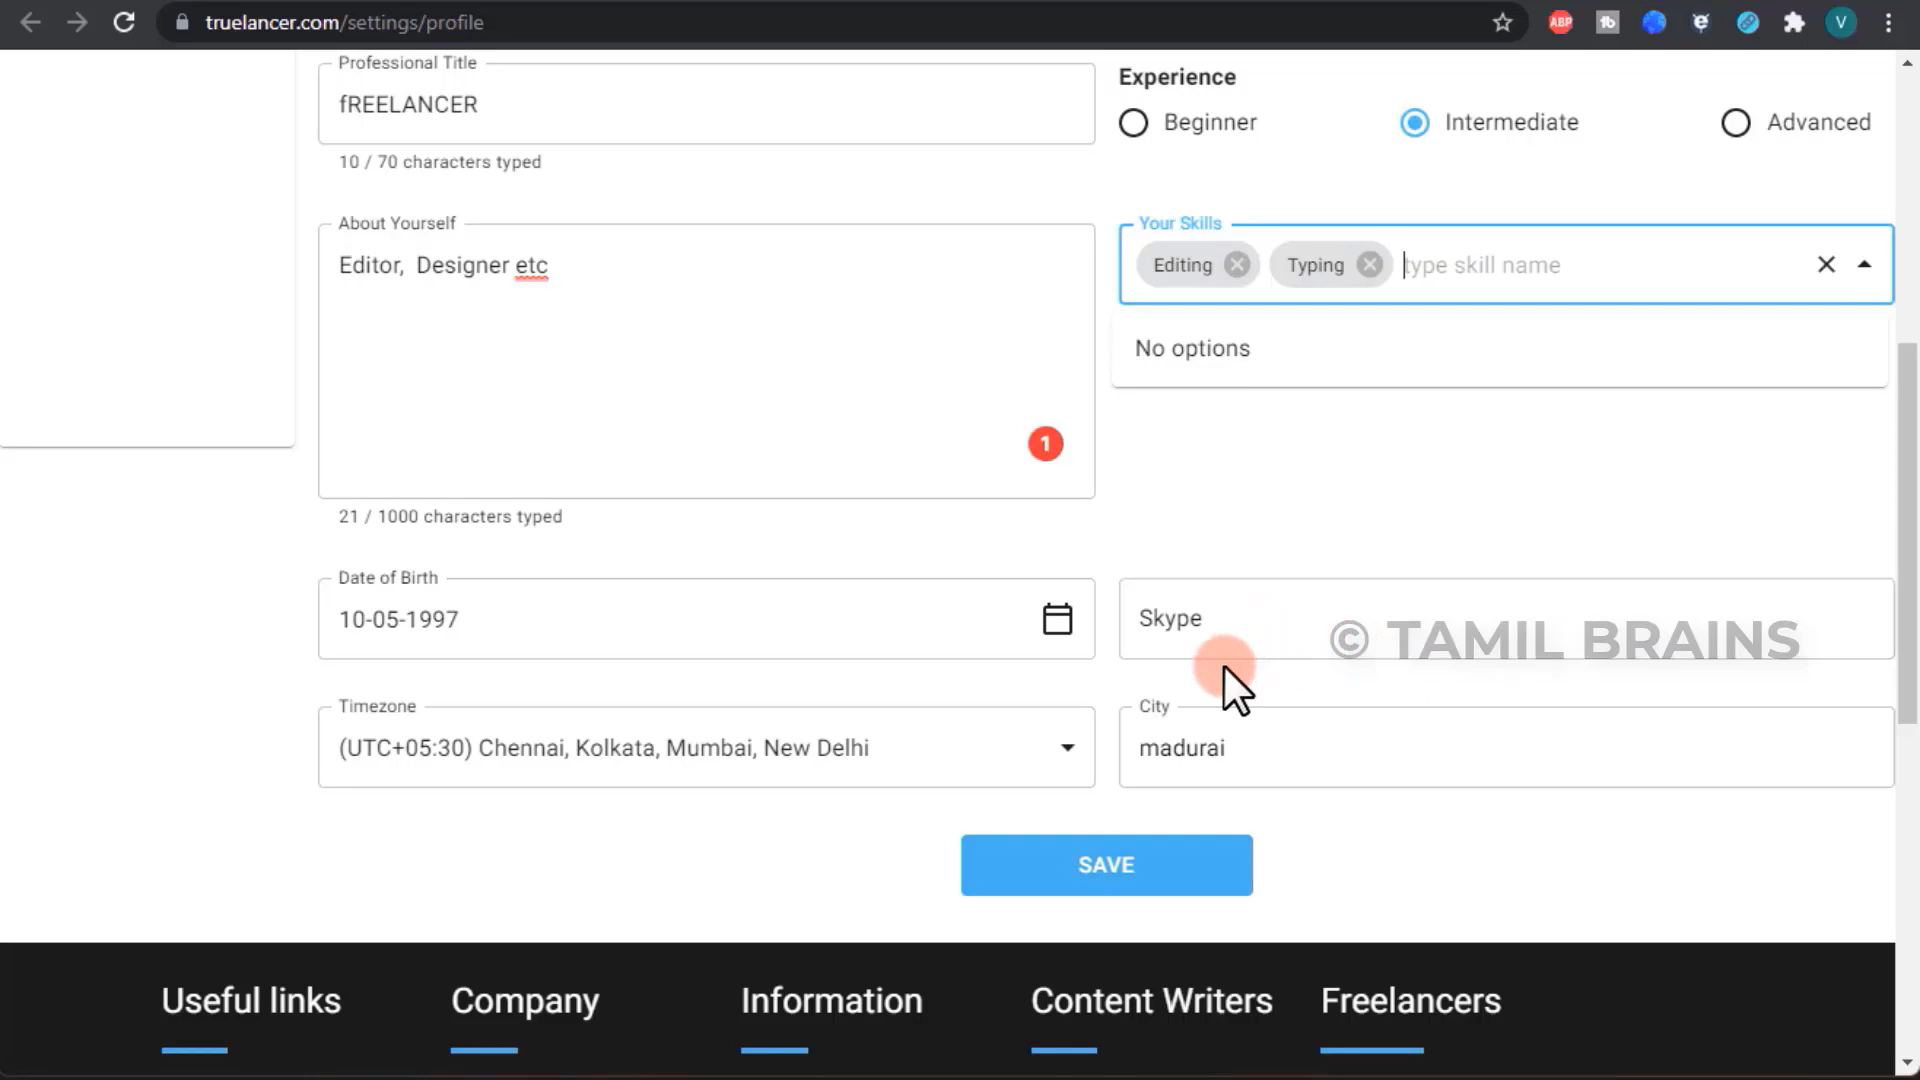 truelancer.com/settings/profile
ABP
tb
V
Professional Title
fREELANCER
10 / 70 characters typed
Experience
Beginner
Intermediate
Advanced
About Yourself
Editor,  Designer etc
1
21 / 1000 characters typed
Your Skills
Editing
Typing
type skill name
No options
Date of Birth
10-05-1997
Skype
© TAMIL BRAINS
Timezone
(UTC+05:30) Chennai, Kolkata, Mumbai, New Delhi
City
madurai
SAVE
Useful links
Company
Information
Content Writers
Freelancers